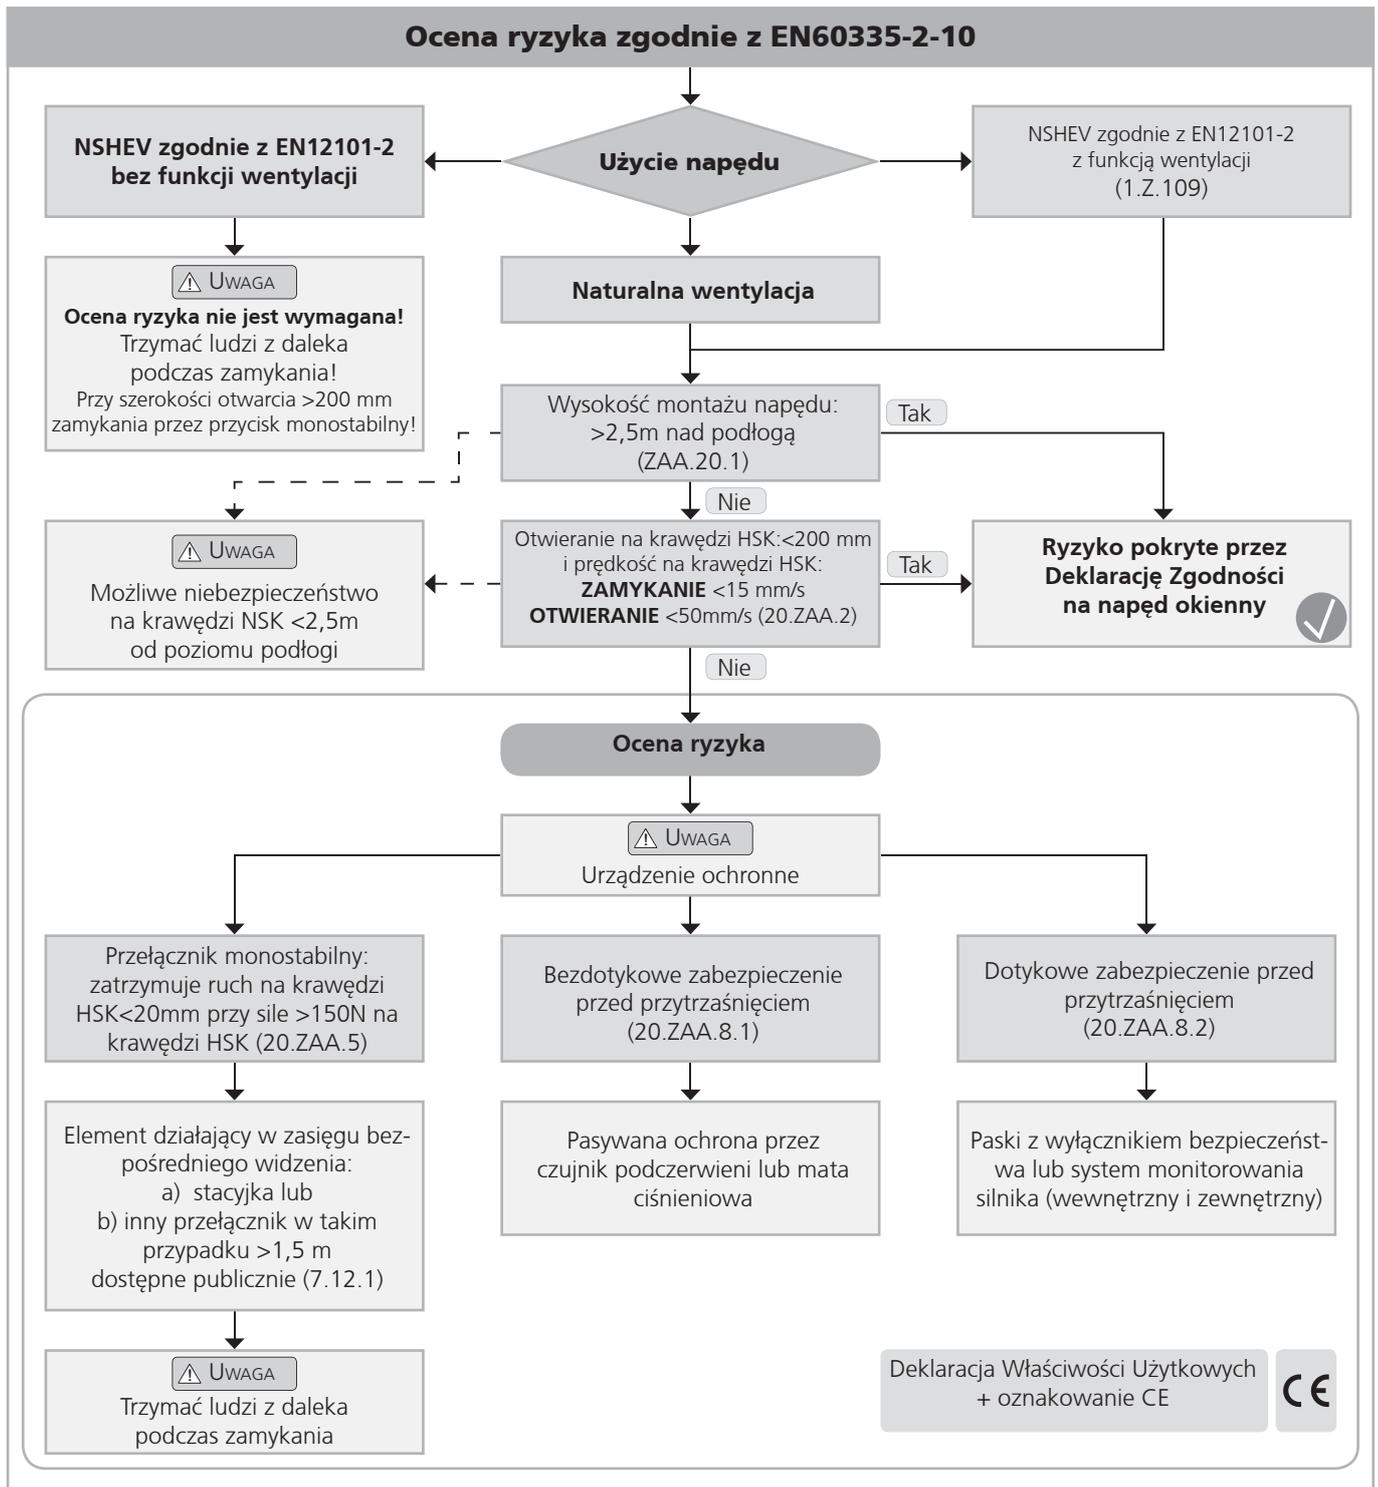 Ocena ryzyka zgodnie z EN60335-2-10
NSHEV zgodnie z EN12101-2
bez funkcji wentylacji
Użycie napędu
NSHEV zgodnie z EN12101-2
z funkcją wentylacji
(1.Z.109)
UWAGA
Ocena ryzyka nie jest wymagana!
Trzymać ludzi z daleka
podczas zamykania!
Przy szerokości otwarcia >200 mm
zamykania przez przycisk monostabilny!
Naturalna wentylacja
Wysokość montażu napędu:
>2,5m nad podłogą
(ZAA.20.1)
Tak
Nie
UWAGA
Możliwe niebezpieczeństwo
na krawędzi NSK <2,5m
od poziomu podłogi
Otwieranie na krawędzi HSK:<200 mm
i prędkość na krawędzi HSK:
ZAMYKANIE <15 mm/s
OTWIERANIE <50mm/s (20.ZAA.2)
Tak
Ryzyko pokryte przez
Deklarację Zgodności
na napęd okienny
Nie
Ocena ryzyka
UWAGA
Urządzenie ochronne
Przełącznik monostabilny:
zatrzymuje ruch na krawędzi
HSK<20mm przy sile >150N na
krawędzi HSK (20.ZAA.5)
Bezdotykowe zabezpieczenie
przed przytrzaśnięciem
(20.ZAA.8.1)
Dotykowe zabezpieczenie przed
przytrzaśnięciem
(20.ZAA.8.2)
Element działający w zasięgu bez-
pośredniego widzenia:
a) stacyjka lub
b) inny przełącznik w takim
przypadku >1,5 m
dostępne publicznie (7.12.1)
Pasywana ochrona przez
czujnik podczerwieni lub mata
ciśnieniowa
Paski z wyłącznikiem bezpieczeńst-
wa lub system monitorowania
silnika (wewnętrzny i zewnętrzny)
UWAGA
Trzymać ludzi z daleka
podczas zamykania
Deklaracja Właściwości Użytkowych
+ oznakowanie CE
CE